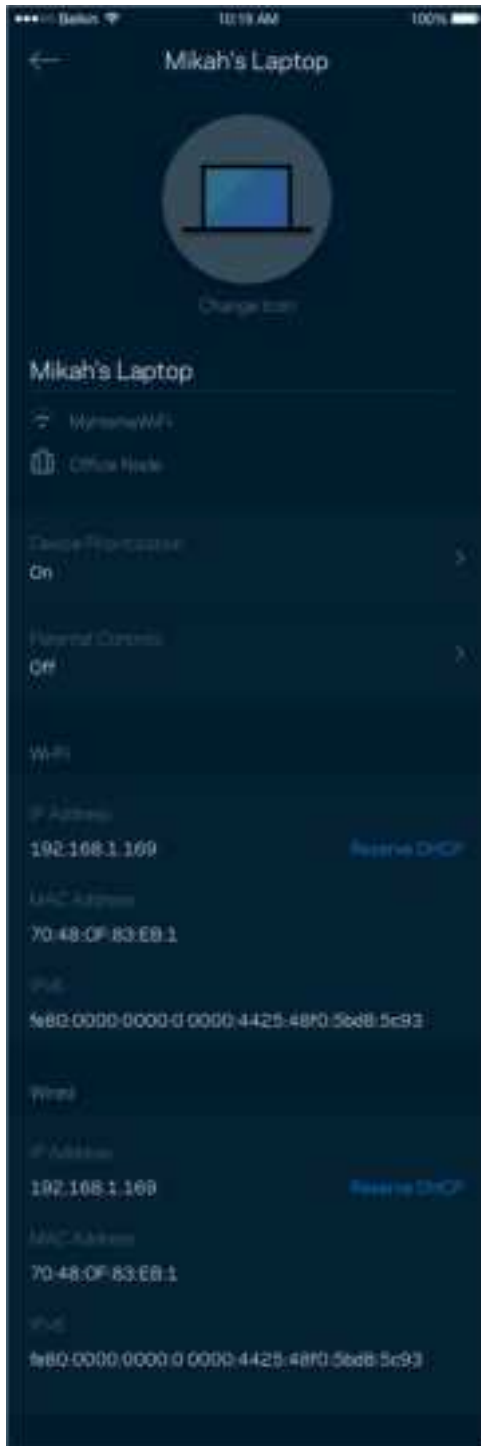 Belkin 10:19 AM 100%
Mikah's Laptop
Change Icon
Mikah's Laptop
MynameWiFi
Office Node
Device Prioritization
On
Parental Controls
Off
Wi-Fi
IP Address
192.168.1.169 Reserve DHCP
MAC Address
70:48:0F:83:EB:1
IPv6
fe80:0000:0000:0 0000:4425:48f0:5bd8:5c93
Wired
IP Address
192.168.1.169 Reserve DHCP
MAC Address
70:48:0F:83:EB:1
IPv6
fe80:0000:0000:0 0000:4425:48f0:5bd8:5c93